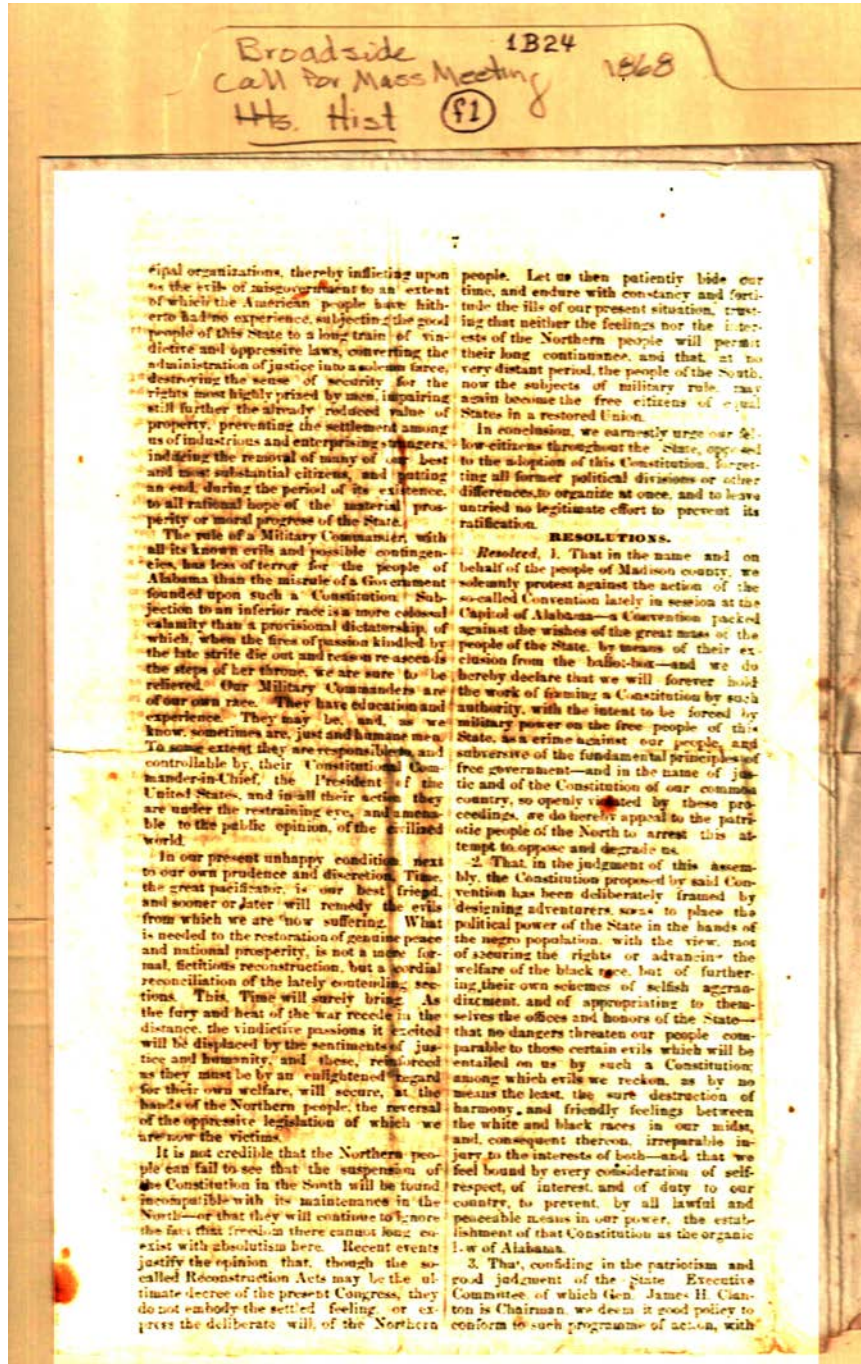 Broadside 1B24
Call For Mass Meeting 1868
Hts. Hist f1
7
cipal organizations, thereby inflicting upon
us the evils of misgovernment to an extent
of which the American people have hith-
erto had no experience, subjecting the good
people of this State to a long train of vin-
dictive and oppressive laws, converting the
administration of justice into a solemn farce,
destroying the sense of security for the
rights most highly prized by men, impairing
still further the already reduced value of
property, preventing the settlement among
us of industrious and enterprising strangers,
inducing the removal of many of our best
and most substantial citizens, and putting
an end, during the period of its existence,
to all rational hope of the material pros-
perity or moral progress of the State.
The rule of a Military Commander, with
all its known evils and possible contingen-
cies, has less of terror for the people of
Alabama than the misrule of a Government
founded upon such a Constitution. Sub-
jection to an inferior race is a more colossal
calamity than a provisional dictatorship, of
which, when the fires of passion kindled by
the late strife die out and reason re-ascends
the steps of her throne, we are sure to be
relieved. Our Military Commanders are
of our own race. They have education and
experience. They may be, and, as we
know, sometimes are, just and humane men.
To some extent they are responsible to, and
controllable by, their Constitutional Com-
mander-in-Chief, the President of the
United States, and in all their action they
are under the restraining eye, and amena-
ble to the public opinion, of the civilized
world.
In our present unhappy condition, next
to our own prudence and discretion, Time,
the great pacificator, is our best friend,
and sooner or later will remedy the evils
from which we are now suffering. What
is needed to the restoration of genuine peace
and national prosperity, is not a mere for-
mal, fictitious reconstruction, but a cordial
reconciliation of the lately contending sec-
tions. This, Time will surely bring. As
the fury and heat of the war recede in the
distance, the vindictive passions it excited
will be displaced by the sentiments of jus-
tice and humanity, and these, reinforced
as they must be by an enlightened regard
for their own welfare, will secure, at the
hands of the Northern people, the reversal
of the oppressive legislation of which we
are now the victims.
It is not credible that the Northern peo-
ple can fail to see that the suspension of
the Constitution in the South will be found
incompatible with its maintenance in the
North—or that they will continue to ignore
the fact that freedom there cannot long co-
exist with absolutism here. Recent events
justify the opinion that, though the so-
called Reconstruction Acts may be the ul-
timate decree of the present Congress, they
do not embody the settled feeling, or ex-
press the deliberate will, of the Northern
people. Let us then patiently bide our
time, and endure with constancy and forti-
tude the ills of our present situation, trust-
ing that neither the feelings nor the inter-
ests of the Northern people will permit
their long continuance, and that, at no
very distant period, the people of the South,
now the subjects of military rule, may
again become the free citizens of equal
States in a restored Union.
In conclusion, we earnestly urge our fel-
low-citizens throughout the State, opposed
to the adoption of this Constitution, forget-
ting all former political divisions or other
differences, to organize at once, and to leave
untried no legitimate effort to prevent its
ratification.
RESOLUTIONS.
Resolved, 1. That in the name and on
behalf of the people of Madison county, we
solemnly protest against the action of the
so-called Convention lately in session at the
Capitol of Alabama—a Convention packed
against the wishes of the great mass of the
people of the State, by means of their ex-
clusion from the ballot-box—and we do
hereby declare that we will forever hold
the work of framing a Constitution by such
authority, with the intent to be forced by
military power on the free people of this
State, as a crime against our people, and
subversive of the fundamental principles of
free government—and in the name of jus-
tic and of the Constitution of our common
country, so openly violated by these pro-
ceedings, we do hereby appeal to the patri-
otic people of the North to arrest this at-
tempt to oppose and degrade us.
2. That, in the judgment of this assem-
bly, the Constitution proposed by said Con-
vention has been deliberately framed by
designing adventurers, so as to place the
political power of the State in the hands of
the negro population, with the view, not
of securing the rights or advancing the
welfare of the black race, but of further-
ing their own schemes of selfish aggran-
dizement, and of appropriating to them-
selves the offices and honors of the State—
that no dangers threaten our people com-
parable to those certain evils which will be
entailed on us by such a Constitution;
among which evils we reckon, as by no
means the least, the sure destruction of
harmony, and friendly feelings between
the white and black races in our midst,
and, consequent thereon, irreparable in-
jury to the interests of both—and that we
feel bound by every consideration of self-
respect, of interest, and of duty to our
country, to prevent, by all lawful and
peaceable means in our power, the estab-
lishment of that Constitution as the organic
law of Alabama.
3. That, confiding in the patriotism and
good judgment of the State Executive
Committee, of which Gen. James H. Clan-
ton is Chairman, we deem it good policy to
conform to such programme of action, with